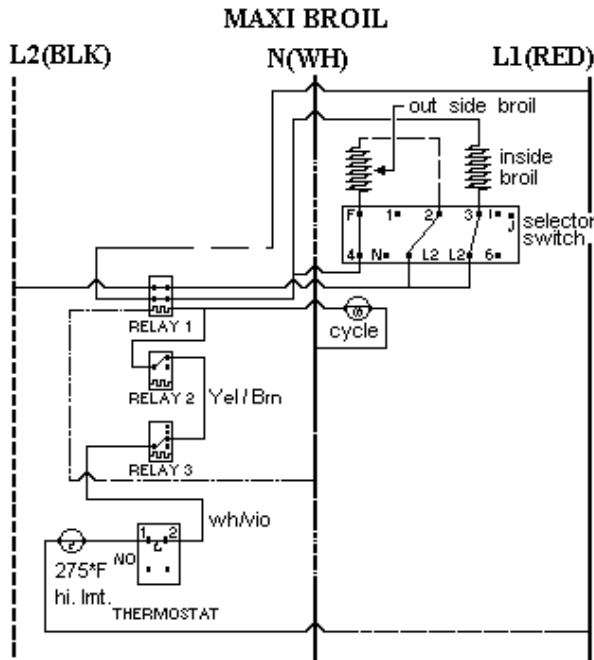 MAXI BROIL
L2(BLK) N(WH) L1(RED)
out side broil
inside
broil
F 1 2 3 I J
selector
switch
4 N L2 L2 6
RELAY 1
cycle
RELAY 2 Yel/Brn
RELAY 3
wh/vio
1 2
NO
275*F
hi. lmt.
THERMOSTAT